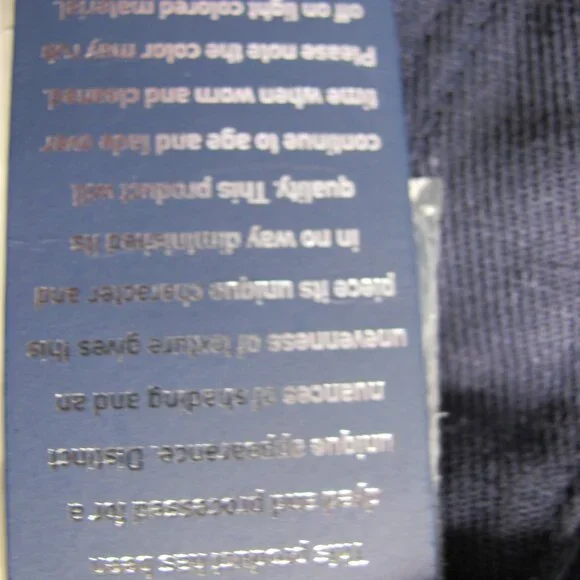 This product has been
dyed and processed for a
unique appearance. Distinct
nuances of shading and an
unevenness of texture gives this
piece its unique character and
in no way diminished its
quality. This product will
continue to age and fade over
time when worn and cleaned.
Please note the color may rub
off on light colored material.